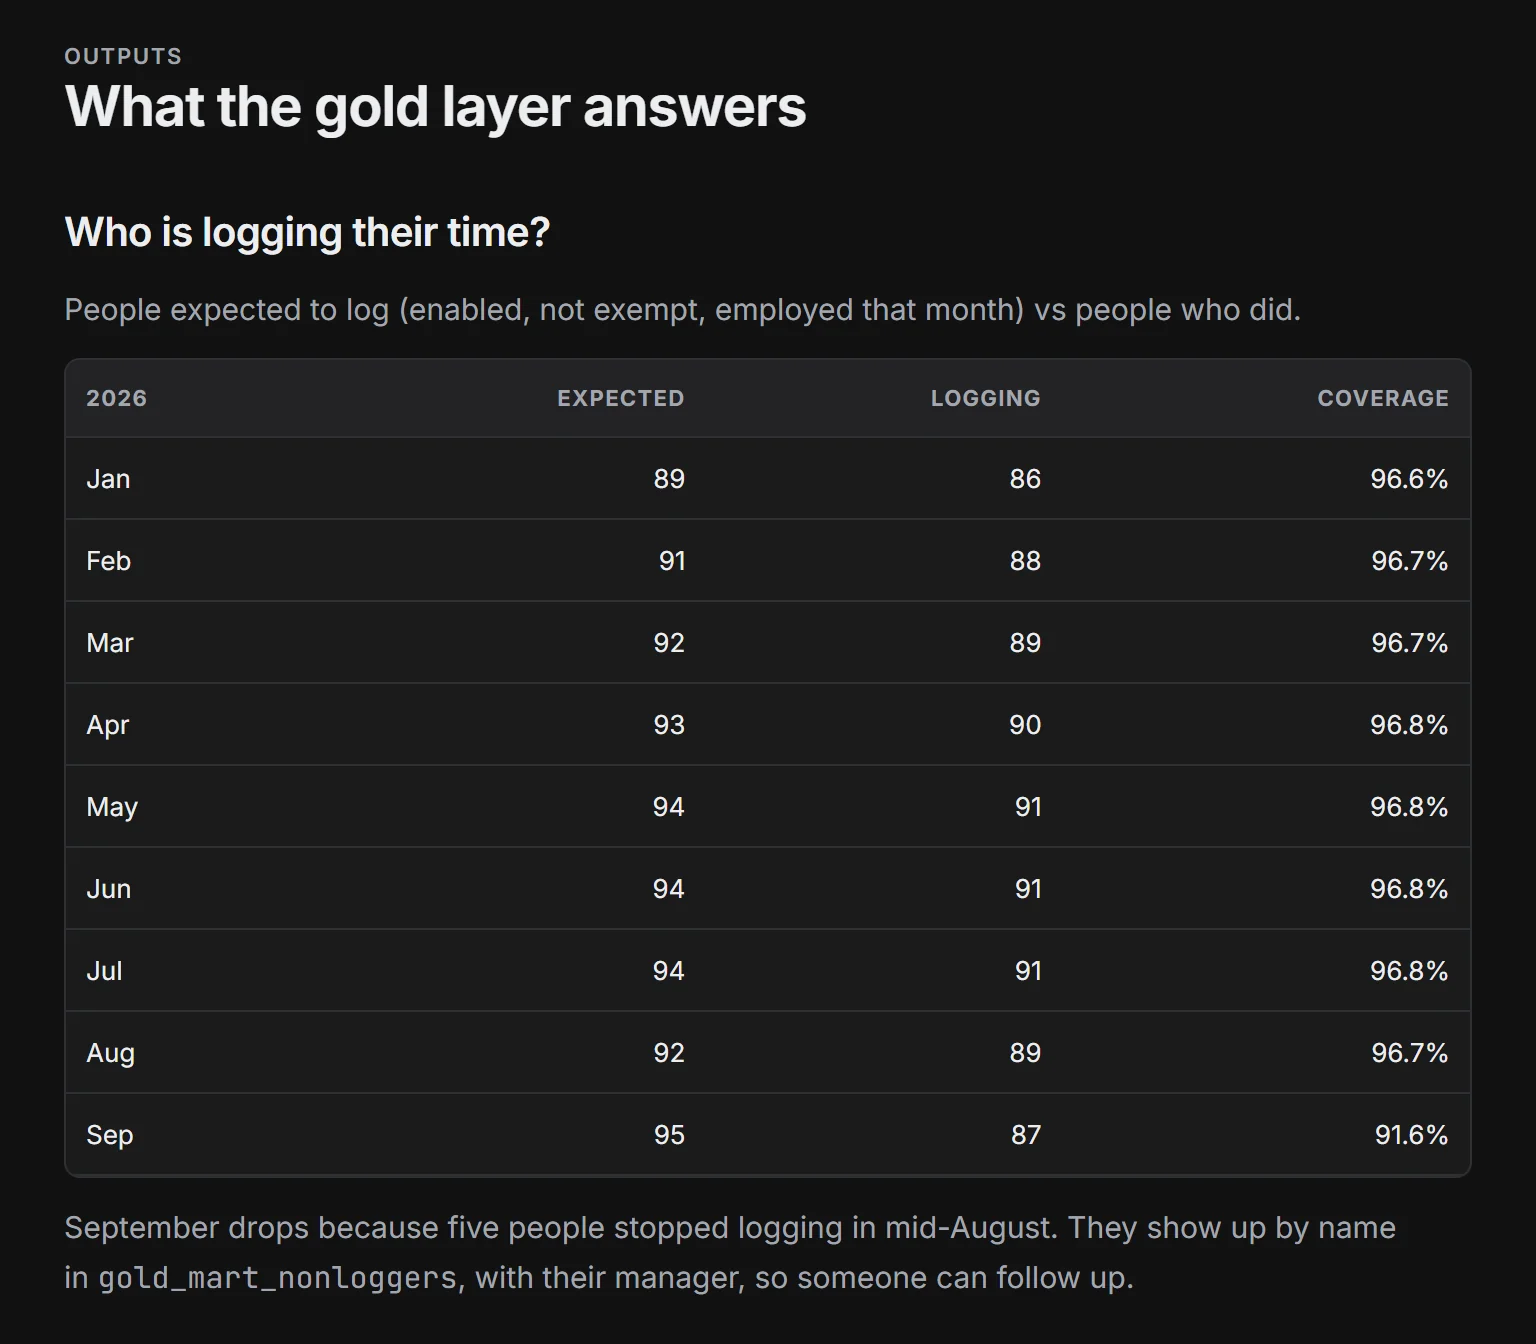 OUTPUTS
What the gold layer answers
Who is logging their time?
People expected to log (enabled, not exempt, employed that month) vs people who did.
2026 EXPECTED LOGGING COVERAGE
Jan 89 86 96.6%
Feb 91 88 96.7%
Mar 92 89 96.7%
Apr 93 90 96.8%
May 94 91 96.8%
Jun 94 91 96.8%
Jul 94 91 96.8%
Aug 92 89 96.7%
Sep 95 87 91.6%
September drops because five people stopped logging in mid-August. They show up by name
in gold_mart_nonloggers, with their manager, so someone can follow up.